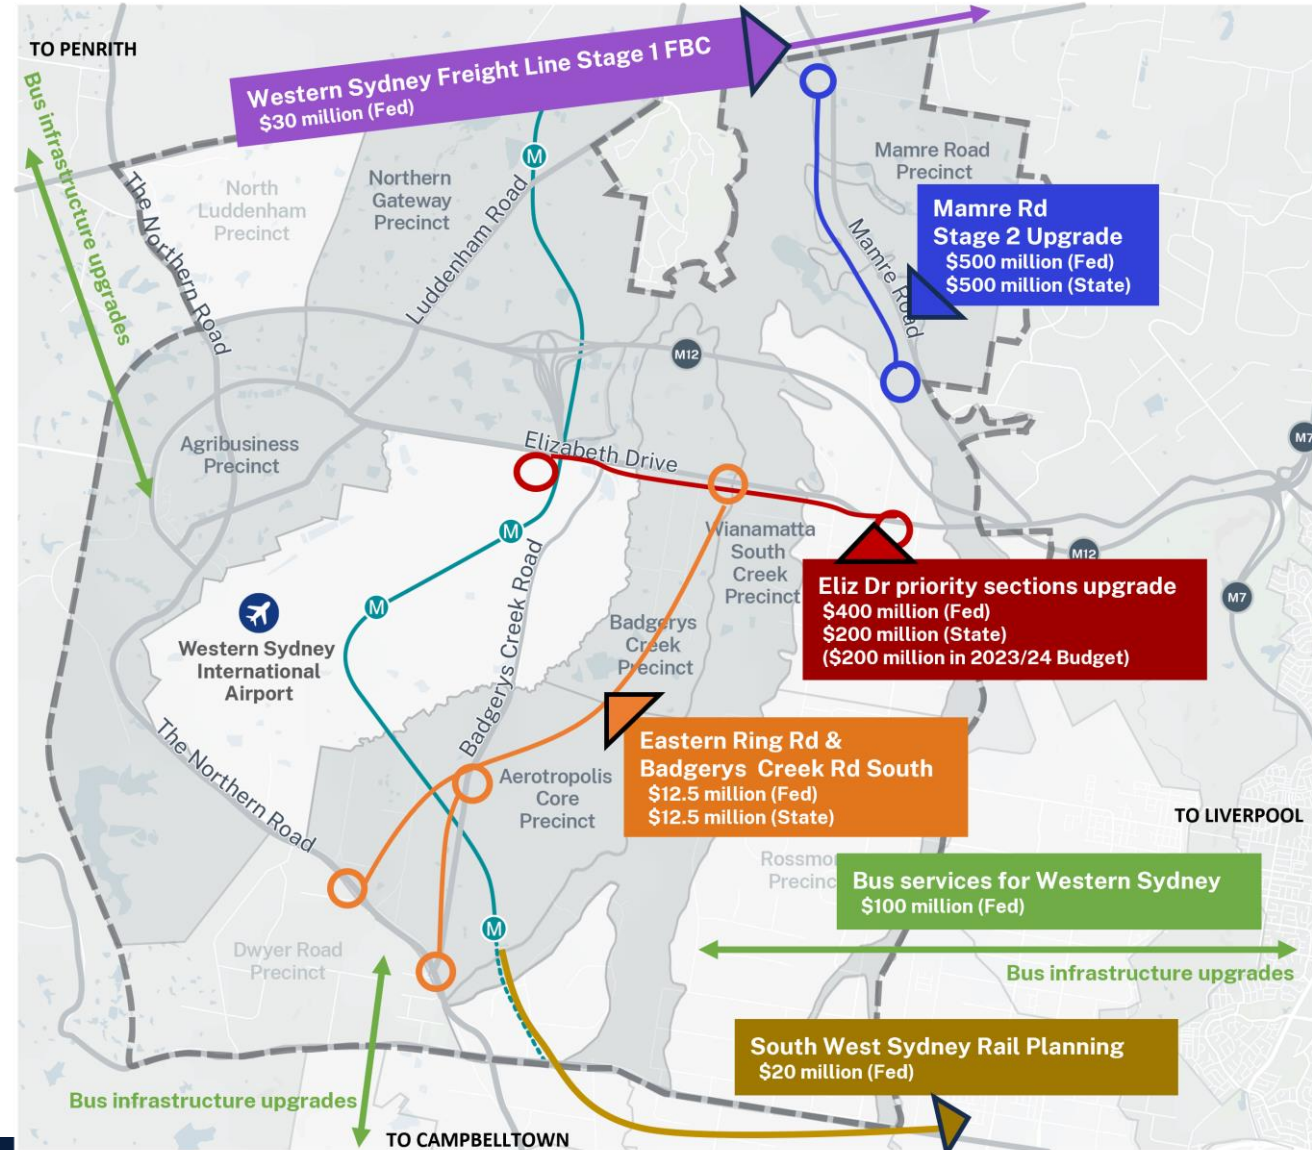 TO PENRITH
Western Sydney Freight Line Stage 1 FBC
$30 million (Fed)
Bus infrastructure upgrades
M
North
Luddenham
Precinct
Northern
Gateway
Precinct
Mamre Road
Precinct
Mamre Rd
Stage 2 Upgrade
$500 million (Fed)
$500 million (State)
The Northern Road
Luddenham Road
Mamre Road
M12
M7
Agribusiness
Precinct
Elizabeth Drive
M
Wianamatta
South
Creek
Precinct
M12
Eliz Dr priority sections upgrade
$400 million (Fed)
$200 million (State)
($200 million in 2023/24 Budget)
M7
M
Western Sydney
International
Airport
Badgerys Creek Road
Badgerys
Creek
Precinct
The Northern Road
Eastern Ring Rd &
Badgerys Creek Rd South
$12.5 million (Fed)
$12.5 million (State)
Aerotropolis
Core
Precinct
TO LIVERPOOL
Bus services for Western Sydney
$100 million (Fed)
M
Dwyer Road
Precinct
Bus infrastructure upgrades
South West Sydney Rail Planning
$20 million (Fed)
Bus infrastructure upgrades
TO CAMPBELLTOWN